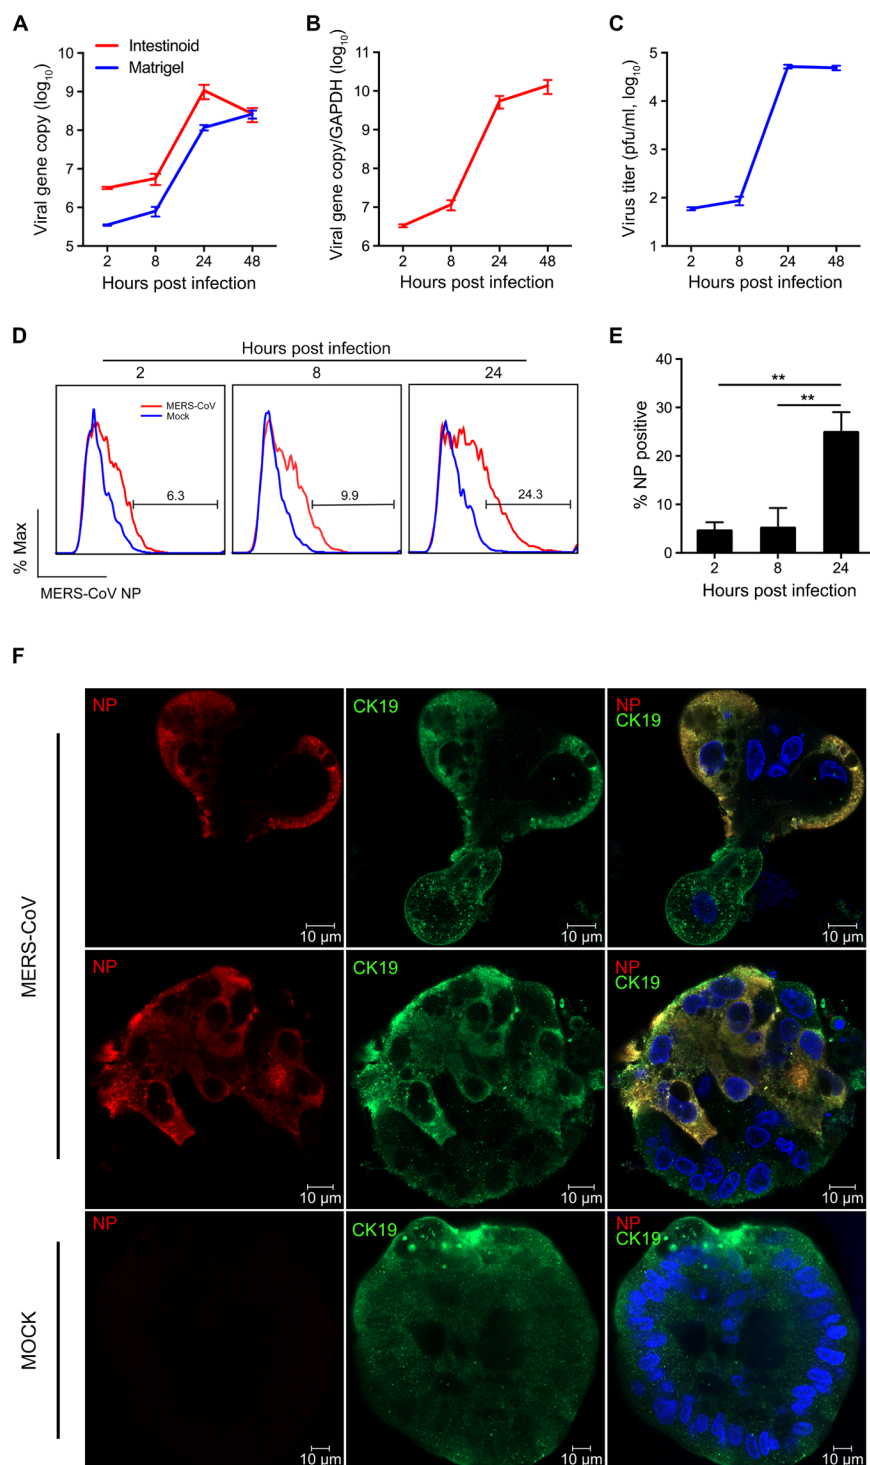 A
Intestinoid
Matrigel
Viral gene copy (log10)
10
9
8
7
6
5
2 8 24 48
Hours post infection
B
Viral gene copy/GAPDH (log10)
11
10
9
8
7
6
2 8 24 48
Hours post infection
C
Virus titer (pfu/ml, log10)
5
4
3
2
1
2 8 24 48
Hours post infection
D
Hours post infection
2 8 24
MERS-CoV
Mock
6.3
9.9
24.3
% Max
MERS-CoV NP
E
% NP positive
40
30
20
10
0
**
**
2 8 24
Hours post infection
F
MERS-CoV
NP
10 µm
CK19
10 µm
NP
CK19
10 µm
NP
10 µm
CK19
10 µm
NP
CK19
10 µm
MOCK
NP
10 µm
CK19
10 µm
NP
CK19
10 µm